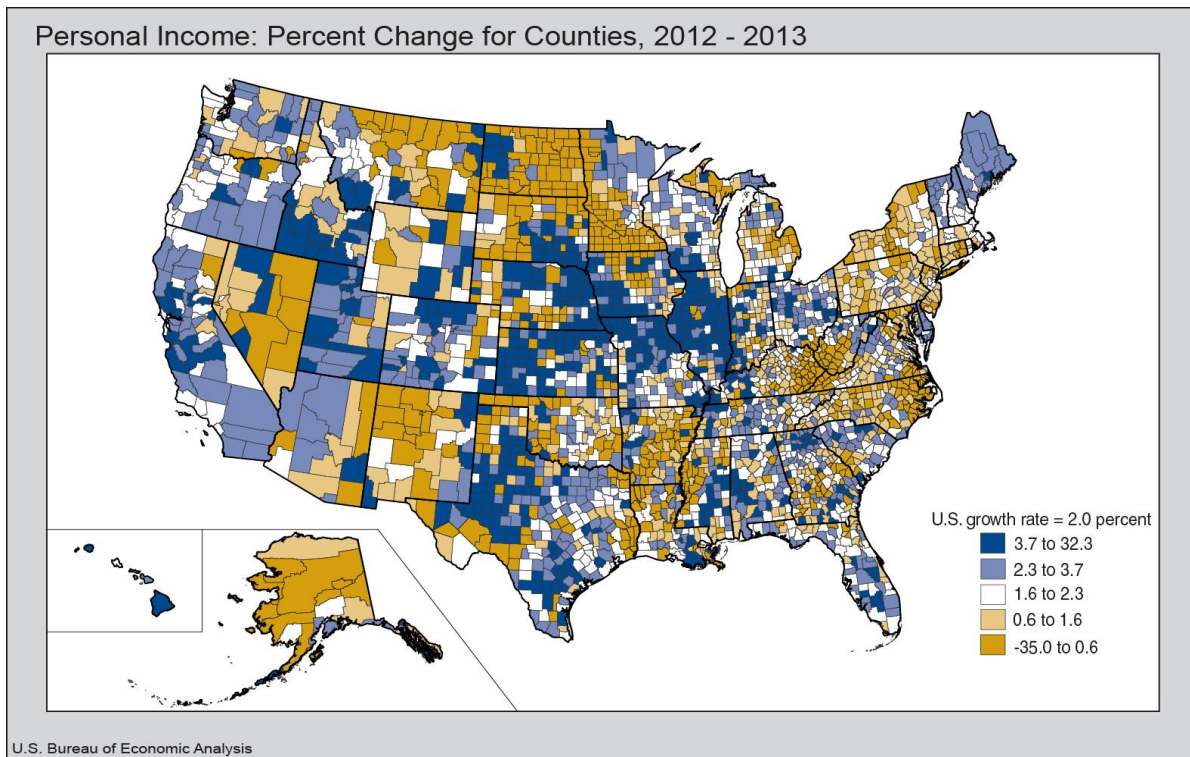 Personal Income: Percent Change for Counties, 2012 - 2013
U.S. growth rate = 2.0 percent
3.7 to 32.3
2.3 to 3.7
1.6 to 2.3
0.6 to 1.6
-35.0 to 0.6
U.S. Bureau of Economic Analysis